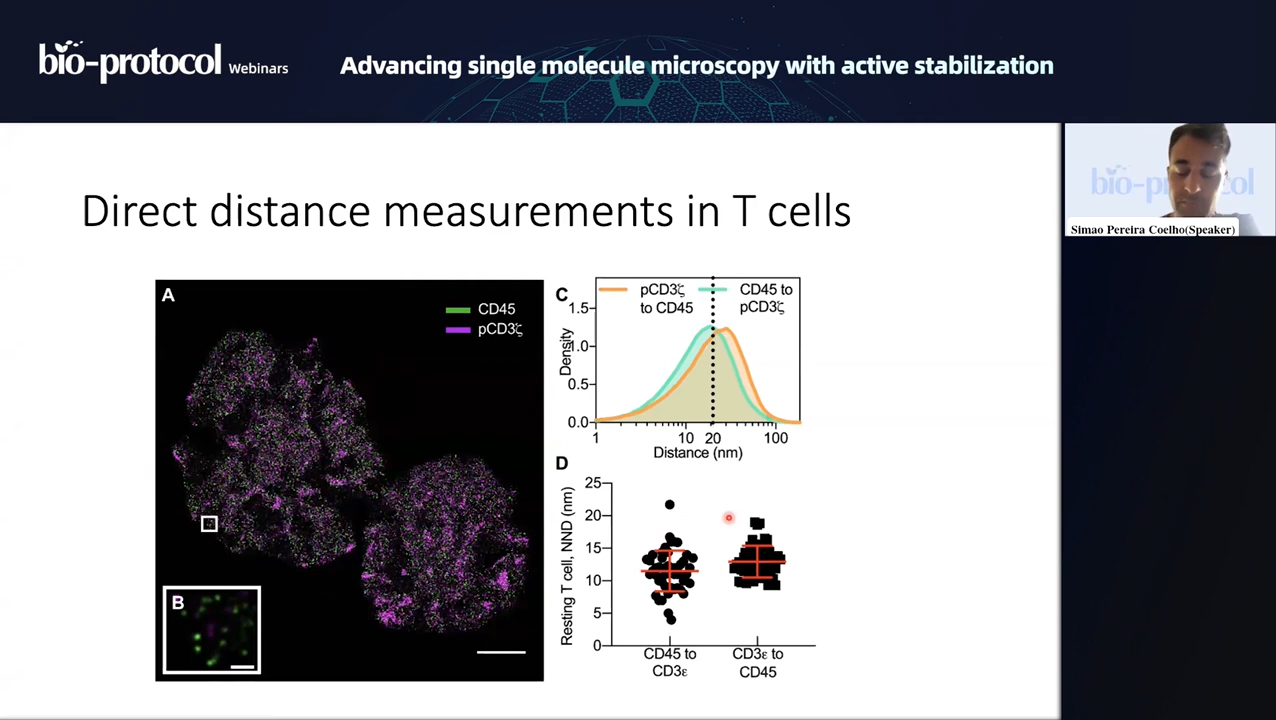 bio-protocol Webinars
Advancing single molecule microscopy with active stabilization
bio-pr ol
Simao Pereira Coelho(Speaker)
Direct distance measurements in T cells
A
CD45
pCD3ζ
B
C
pCD3ζ
to CD45
CD45 to
pCD3ζ
Density
1.5
1.0
0.5
0.0
1 10 20 100
Distance (nm)
D
Resting T cell, NND (nm)
25
20
15
10
5
0
CD45 to
CD3ε
CD3ε to
CD45